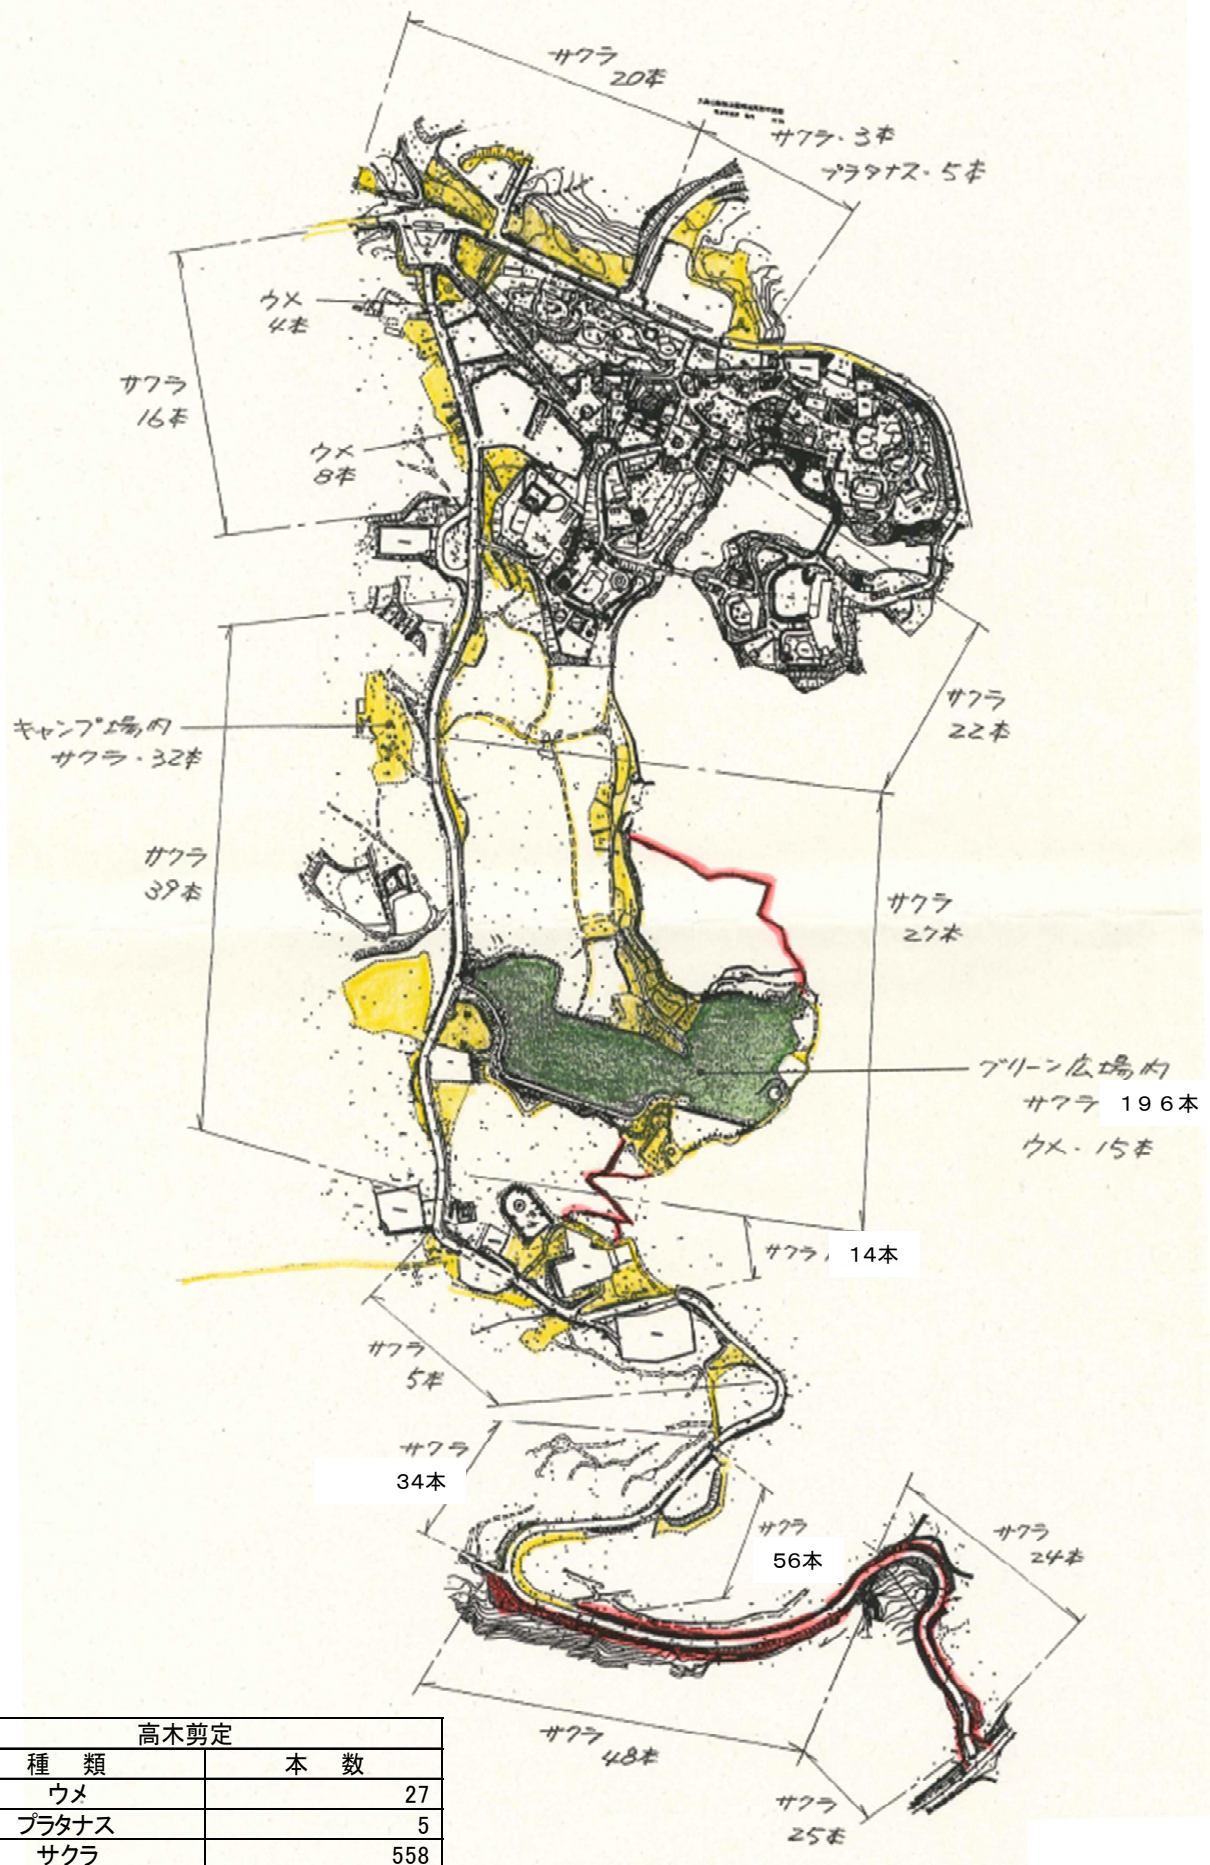 サクラ
20本
サクラ・3本
プラタナス・5本
ウメ
4本
サクラ
16本
ウメ
8本
サクラ
22本
キャンプ場内
サクラ・32本
サクラ
39本
サクラ
27本
グリーン広場内
サクラ 196本
ウメ・15本
サクラ 14本
サクラ
5本
サクラ
34本
サクラ
56本
サクラ
24本
サクラ
48本
サクラ
25本
高木剪定
種 類 本 数
ウメ 27
プラタナス 5
サクラ 558